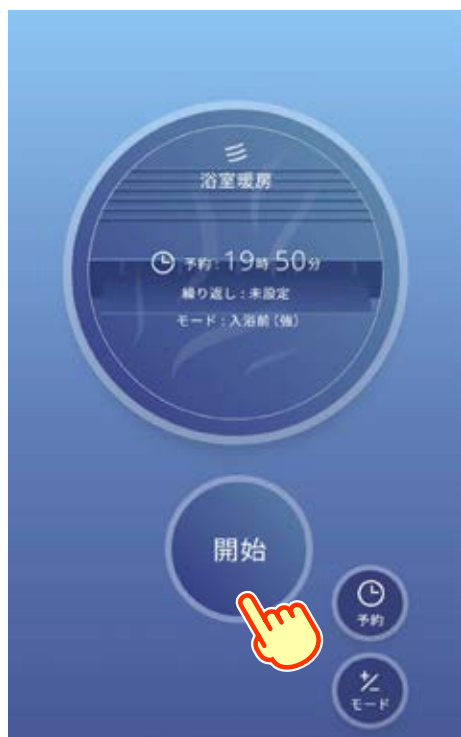 浴室暖房
予約:19時50分
繰り返し:未設定
モード:入浴前(強)
開始
予約
モード